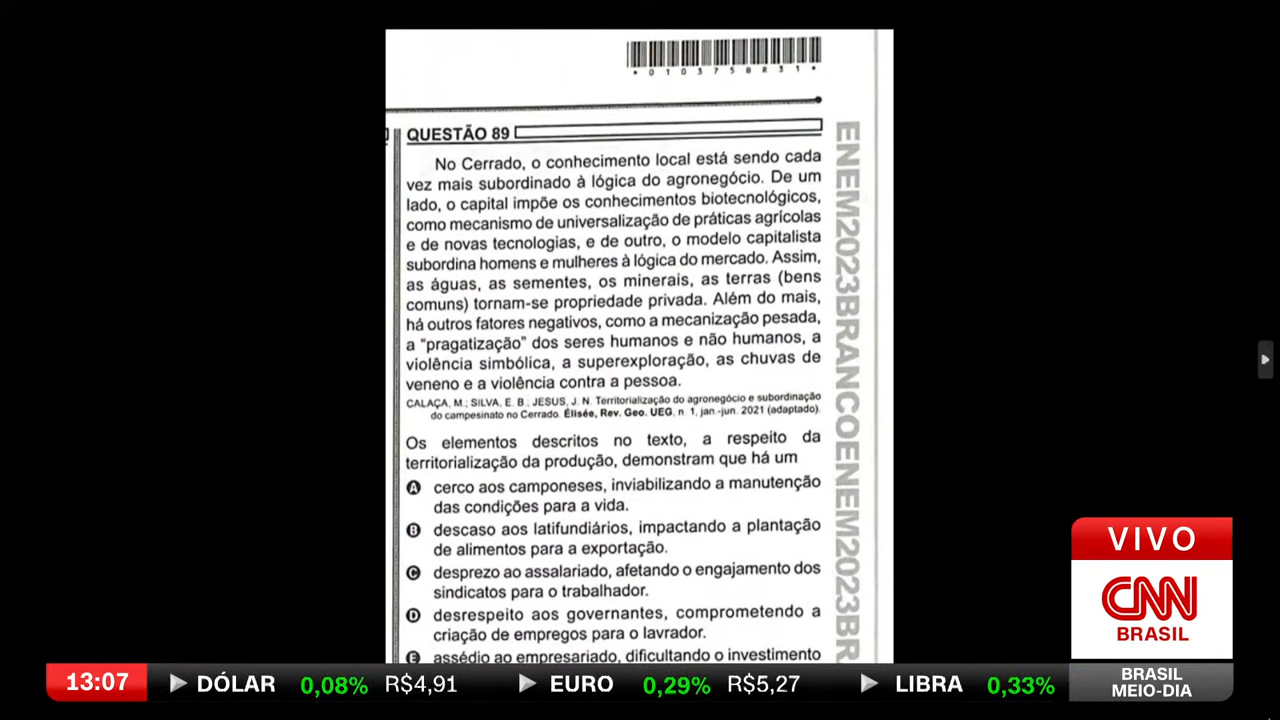 *010375BR31*
QUESTÃO 89
No Cerrado, o conhecimento local está sendo cada
vez mais subordinado à lógica do agronegócio. De um
lado, o capital impõe os conhecimentos biotecnológicos,
como mecanismo de universalização de práticas agrícolas
e de novas tecnologias, e de outro, o modelo capitalista
subordina homens e mulheres à lógica do mercado. Assim,
as águas, as sementes, os minerais, as terras (bens
comuns) tornam-se propriedade privada. Além do mais,
há outros fatores negativos, como a mecanização pesada,
a “pragatização” dos seres humanos e não humanos, a
violência simbólica, a superexploração, as chuvas de
veneno e a violência contra a pessoa.
CALAÇA, M.; SILVA, E. B.; JESUS, J. N. Territorialização do agronegócio e subordinação
do campesinato no Cerrado. Élisée, Rev. Geo. UEG, n. 1, jan.-jun. 2021 (adaptado).
Os elementos descritos no texto, a respeito da
territorialização da produção, demonstram que há um
A cerco aos camponeses, inviabilizando a manutenção
das condições para a vida.
B descaso aos latifundiários, impactando a plantação
de alimentos para a exportação.
C desprezo ao assalariado, afetando o engajamento dos
sindicatos para o trabalhador.
D desrespeito aos governantes, comprometendo a
criação de empregos para o lavrador.
E assédio ao empresariado, dificultando o investimento
ENEM2023BRANCOENEM2023BR
VIVO
CNN
BRASIL
BRASIL
MEIO-DIA
13:07 DÓLAR 0,08% R$4,91 EURO 0,29% R$5,27 LIBRA 0,33%